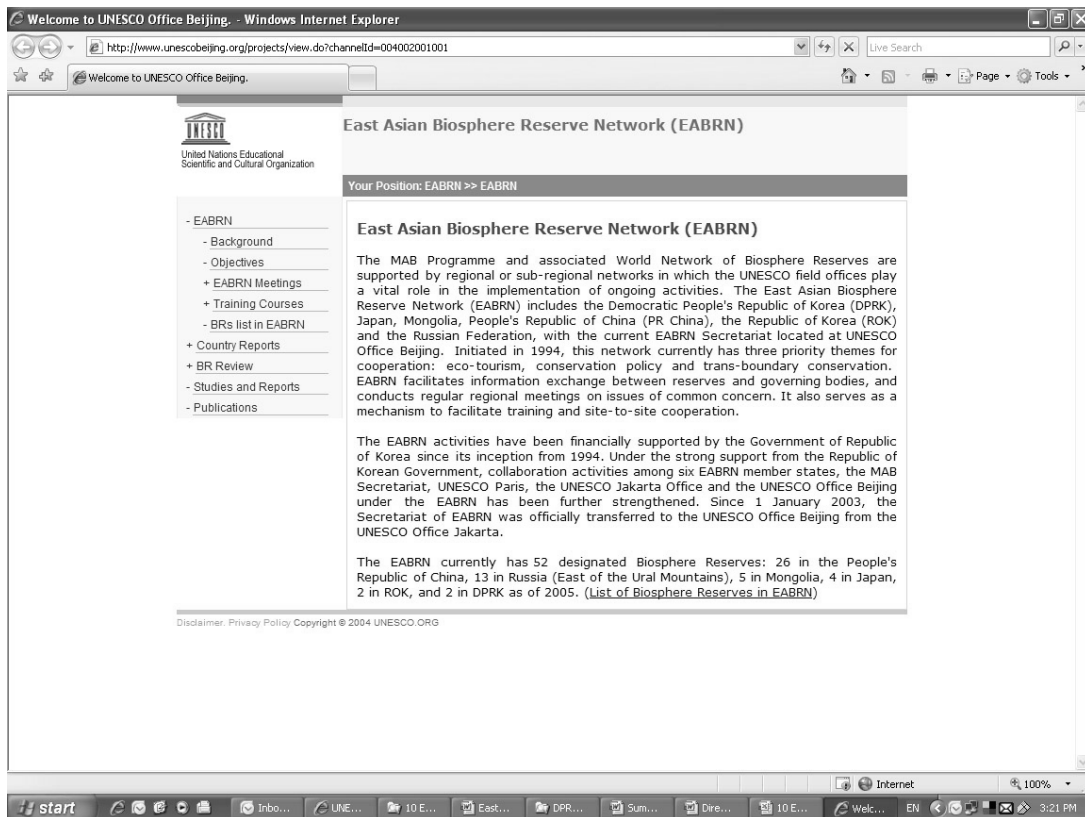 Welcome to UNESCO Office Beijing. - Windows Internet Explorer
http://www.unescobeijing.org/projects/view.do?channelId=004002001001
Live Search
Welcome to UNESCO Office Beijing.
Page
Tools
UNESCO
United Nations Educational
Scientific and Cultural Organization
East Asian Biosphere Reserve Network (EABRN)
Your Position: EABRN >> EABRN
- EABRN
- Background
- Objectives
+ EABRN Meetings
+ Training Courses
- BRs list in EABRN
+ Country Reports
+ BR Review
- Studies and Reports
- Publications
East Asian Biosphere Reserve Network (EABRN)
The MAB Programme and associated World Network of Biosphere Reserves are
supported by regional or sub-regional networks in which the UNESCO field offices play
a vital role in the implementation of ongoing activities. The East Asian Biosphere
Reserve Network (EABRN) includes the Democratic People's Republic of Korea (DPRK),
Japan, Mongolia, People's Republic of China (PR China), the Republic of Korea (ROK)
and the Russian Federation, with the current EABRN Secretariat located at UNESCO
Office Beijing. Initiated in 1994, this network currently has three priority themes for
cooperation: eco-tourism, conservation policy and trans-boundary conservation.
EABRN facilitates information exchange between reserves and governing bodies, and
conducts regular regional meetings on issues of common concern. It also serves as a
mechanism to facilitate training and site-to-site cooperation.
The EABRN activities have been financially supported by the Government of Republic
of Korea since its inception from 1994. Under the strong support from the Republic of
Korean Government, collaboration activities among six EABRN member states, the MAB
Secretariat, UNESCO Paris, the UNESCO Jakarta Office and the UNESCO Office Beijing
under the EABRN has been further strengthened. Since 1 January 2003, the
Secretariat of EABRN was officially transferred to the UNESCO Office Beijing from the
UNESCO Office Jakarta.
The EABRN currently has 52 designated Biosphere Reserves: 26 in the People's
Republic of China, 13 in Russia (East of the Ural Mountains), 5 in Mongolia, 4 in Japan,
2 in ROK, and 2 in DPRK as of 2005. (List of Biosphere Reserves in EABRN)
Disclaimer. Privacy Policy Copyright © 2004 UNESCO.ORG
Internet
100%
start
Inbo...
UNE...
10 E...
East...
DPR...
Sum...
Dire...
10 E...
Welc...
EN
3:21 PM